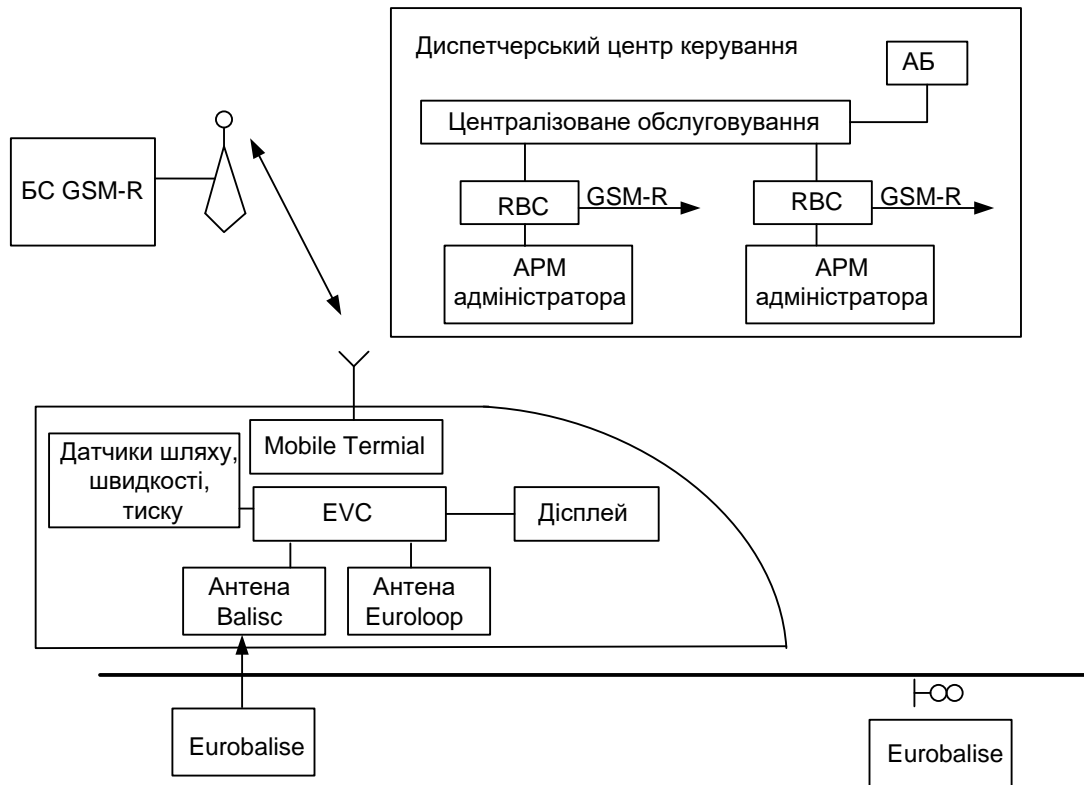 Диспетчерський центр керування
АБ
Централізоване обслуговування
БС GSM-R
RBC
GSM-R
RBC
GSM-R
АРМ
адміністратора
АРМ
адміністратора
Mobile Termial
Датчики шляху,
швидкості,
тиску
EVC
Дісплей
Антена
Balisc
Антена
Euroloop
Eurobalise
Eurobalise